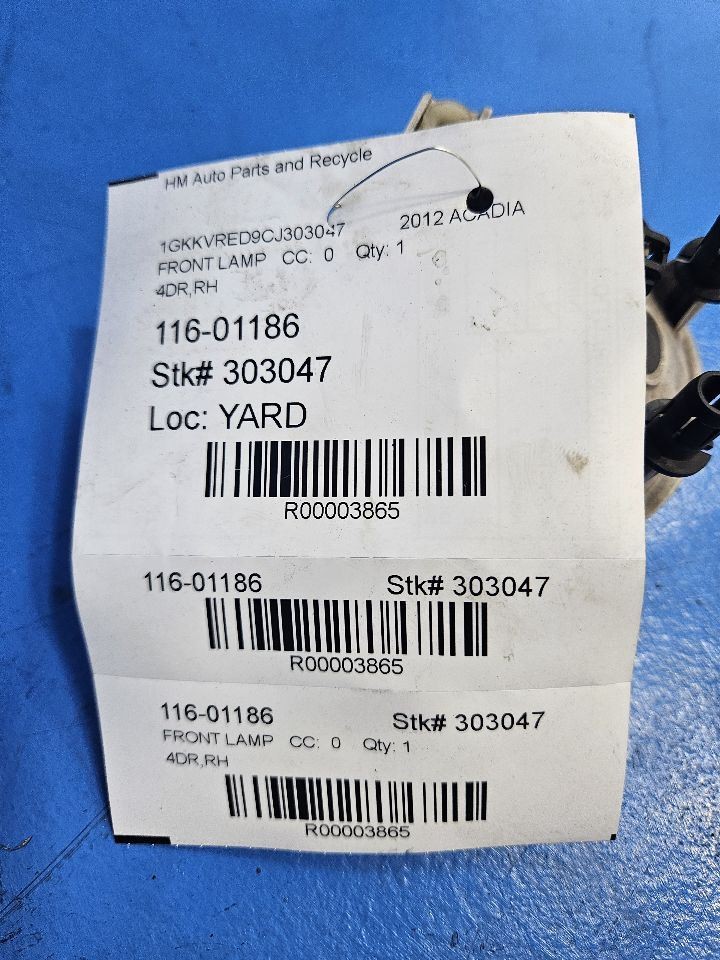 HM Auto Parts and Recycle
1GKKVRED9CJ303047 2012 ACADIA
FRONT LAMP CC: 0 Qty: 1
4DR,RH
116-01186
Stk# 303047
Loc: YARD
R00003865
116-01186 Stk# 303047
R00003865
116-01186 Stk# 303047
FRONT LAMP CC: 0 Qty: 1
4DR,RH
R00003865